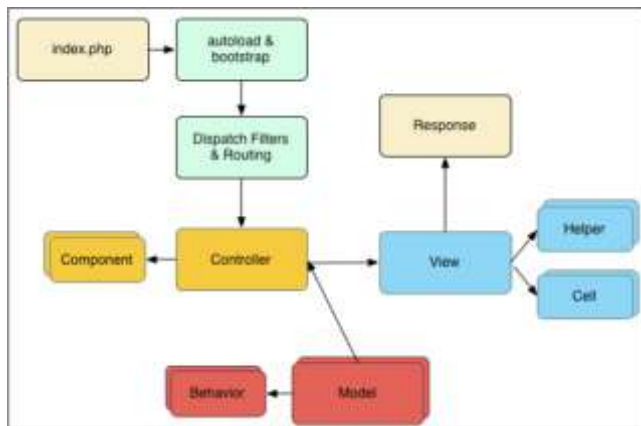 index.php
autoload &
bootstrap
Dispatch Filters
& Routing
Response
Component
Controller
View
Helper
Cell
Behavior
Model